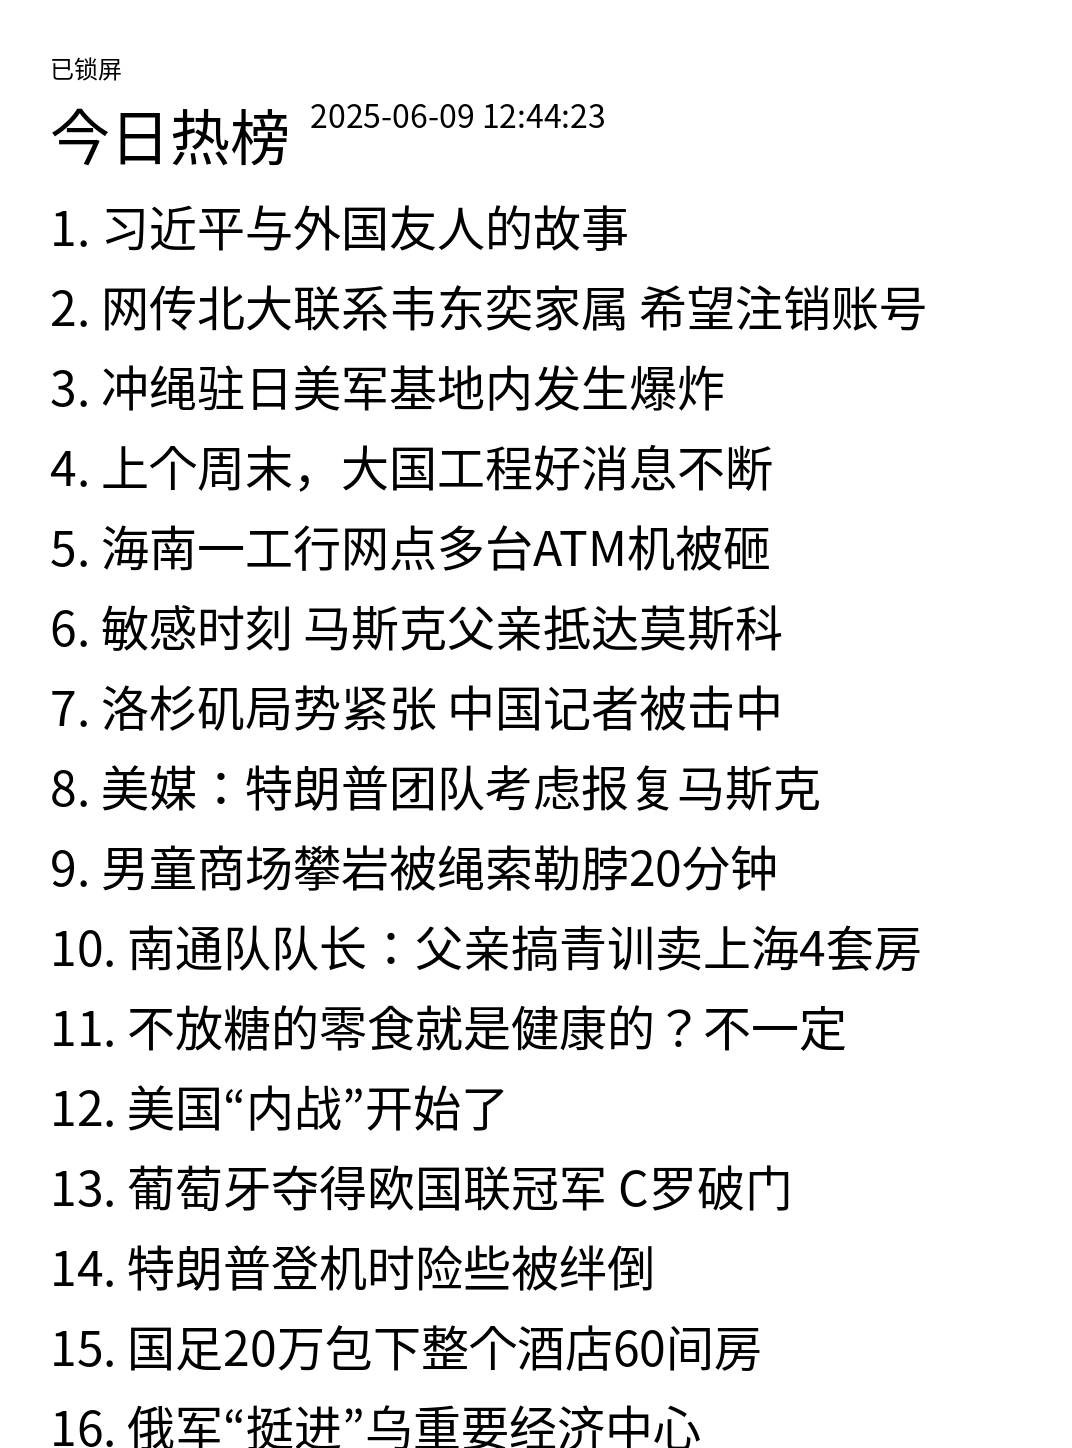 已锁屏
今日热榜 2025-06-09 12:44:23
1. 习近平与外国友人的故事
2. 网传北大联系韦东奕家属 希望注销账号
3. 冲绳驻日美军基地内发生爆炸
4. 上个周末，大国工程好消息不断
5. 海南一工行网点多台ATM机被砸
6. 敏感时刻 马斯克父亲抵达莫斯科
7. 洛杉矶局势紧张 中国记者被击中
8. 美媒：特朗普团队考虑报复马斯克
9. 男童商场攀岩被绳索勒脖20分钟
10. 南通队队长：父亲搞青训卖上海4套房
11. 不放糖的零食就是健康的？不一定
12. 美国“内战”开始了
13. 葡萄牙夺得欧国联冠军 C罗破门
14. 特朗普登机时险些被绊倒
15. 国足20万包下整个酒店60间房
16. 俄军“挺进”乌重要经济中心